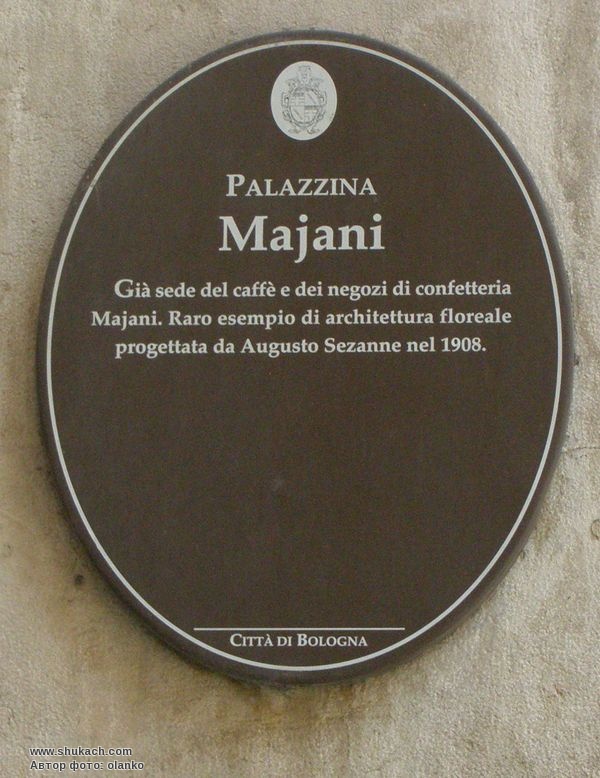 PALAZZINA
Majani
Già sede del caffè e dei negozi di confetteria
Majani. Raro esempio di architettura floreale
progettata da Augusto Sezanne nel 1908.
CITTÀ DI BOLOGNA
www.shukach.com
Автор фото: olanko